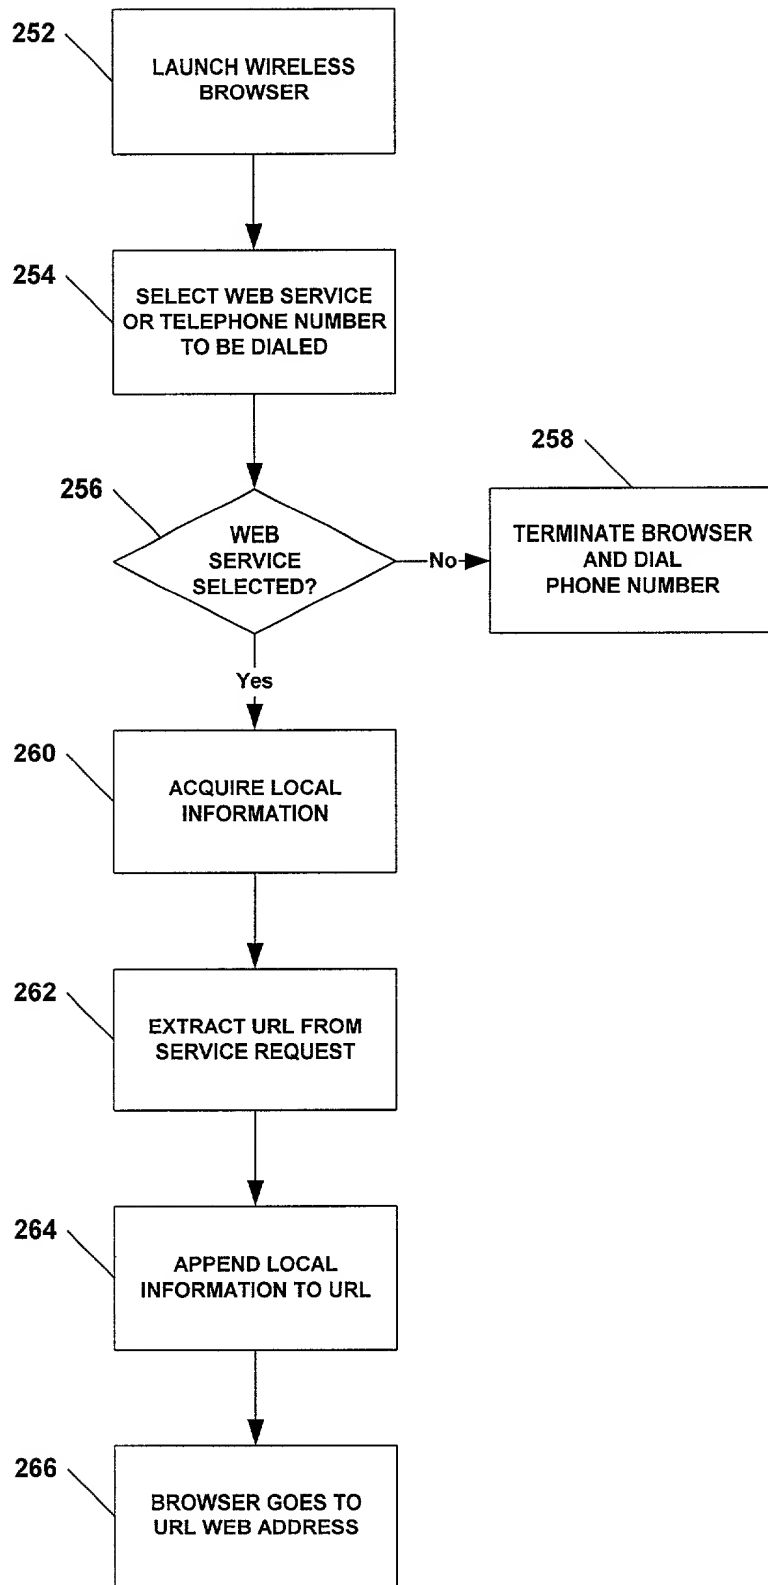 252
LAUNCH WIRELESS
BROWSER
254
SELECT WEB SERVICE
OR TELEPHONE NUMBER
TO BE DIALED
256
WEB
SERVICE
SELECTED?
No
258
TERMINATE BROWSER
AND DIAL
PHONE NUMBER
Yes
260
ACQUIRE LOCAL
INFORMATION
262
EXTRACT URL FROM
SERVICE REQUEST
264
APPEND LOCAL
INFORMATION TO URL
266
BROWSER GOES TO
URL WEB ADDRESS